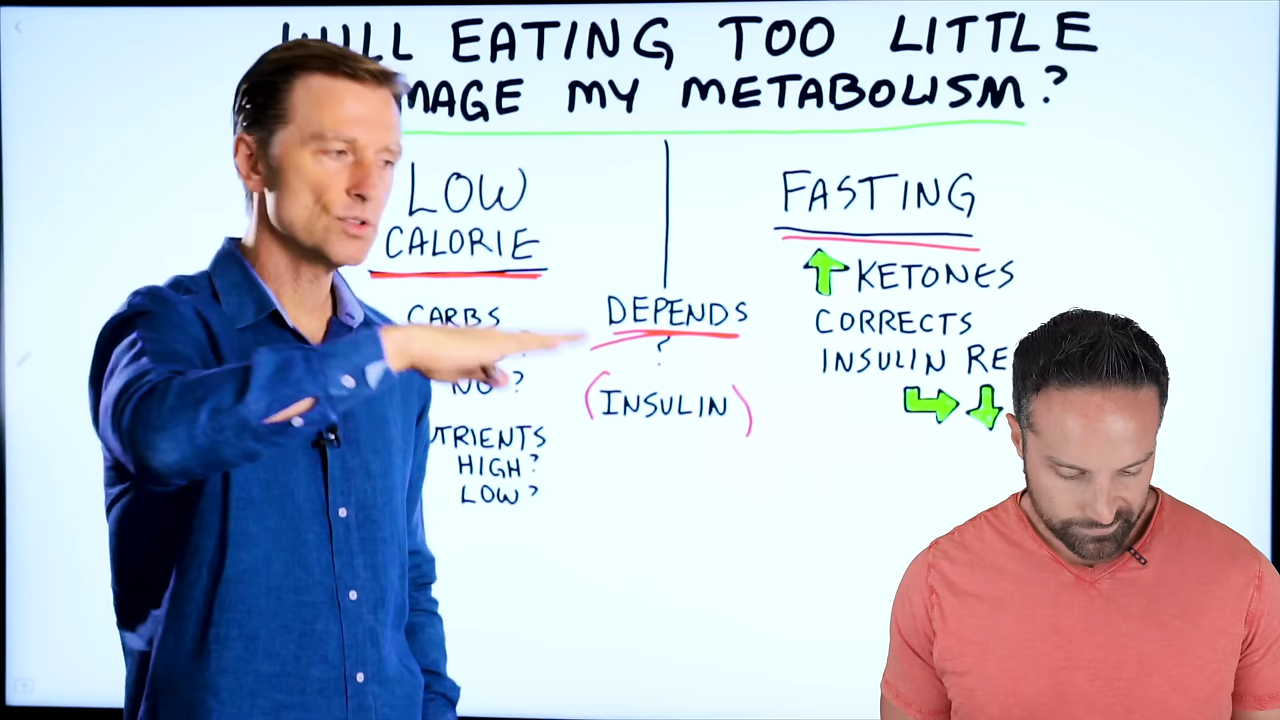 WILL EATING TOO LITTLE
MAGE MY METABOLISM?
LOW
CALORIE
CARBS
NO?
UTRIENTS
HIGH?
LOW?
DEPENDS
?
(INSULIN)
FASTING
KETONES
CORRECTS
INSULIN RE